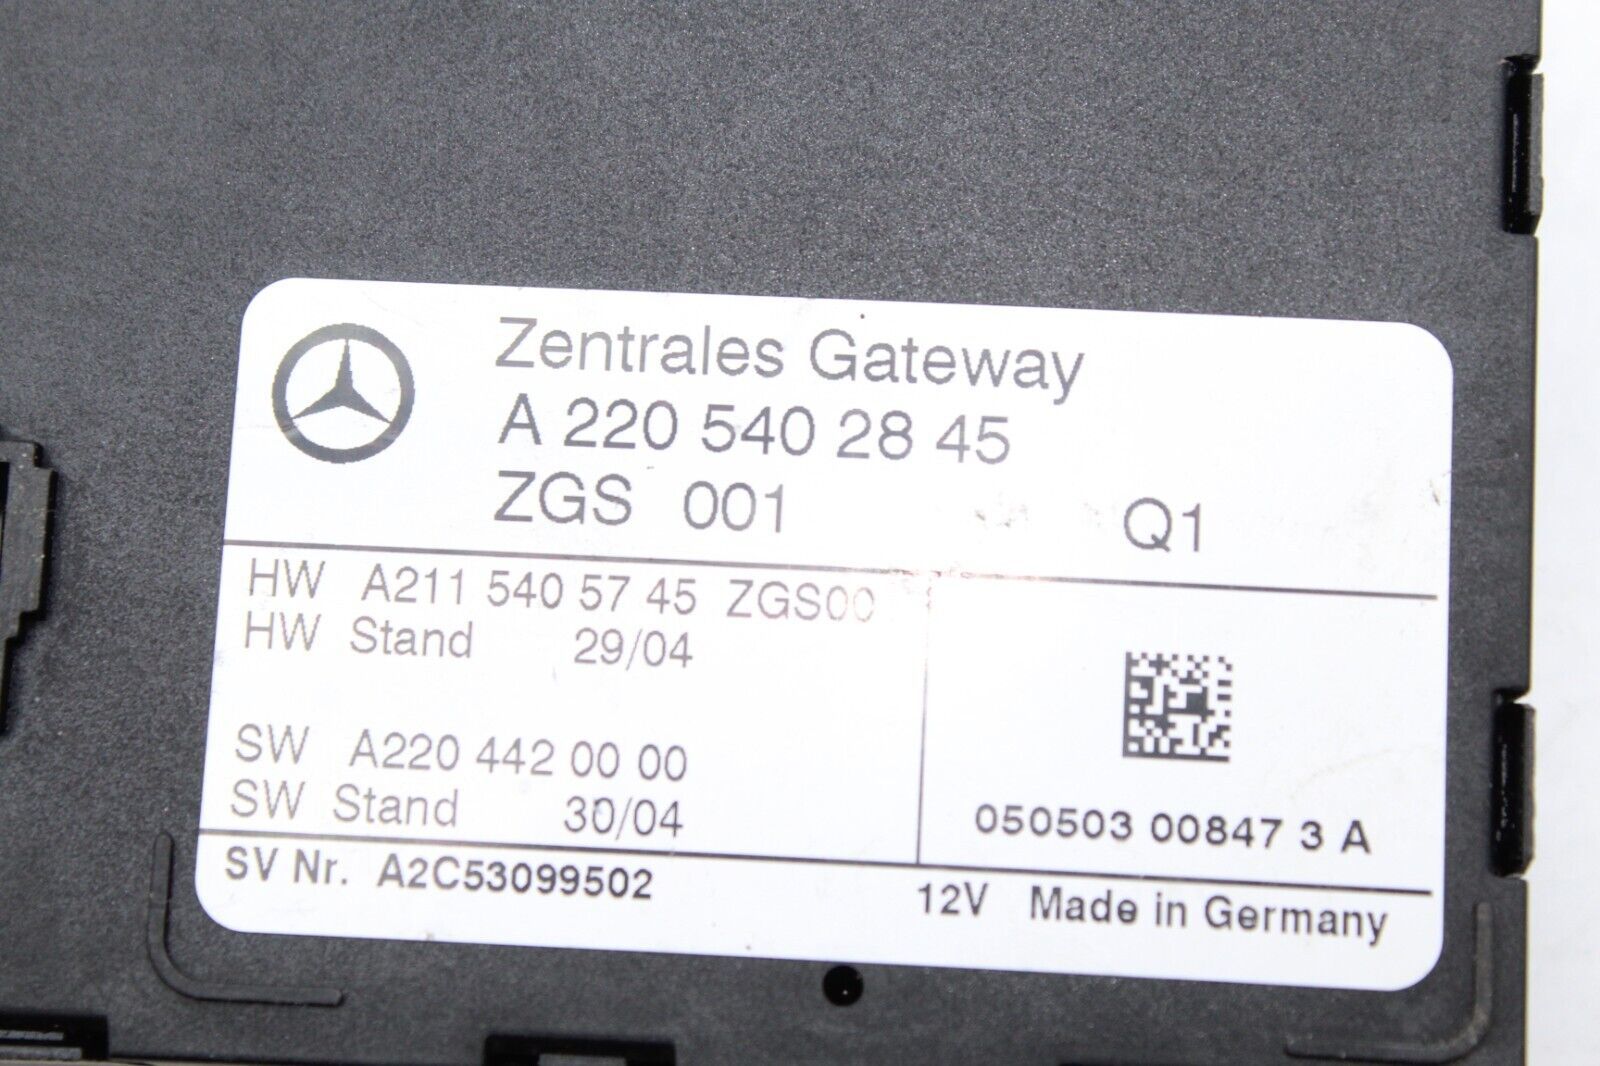 Zentrales Gateway
A 220 540 28 45
ZGS 001 Q1
HW A211 540 57 45 ZGS00
HW Stand 29/04
SW A220 442 00 00
SW Stand 30/04
050503 00847 3 A
SV Nr. A2C53099502
12V Made in Germany